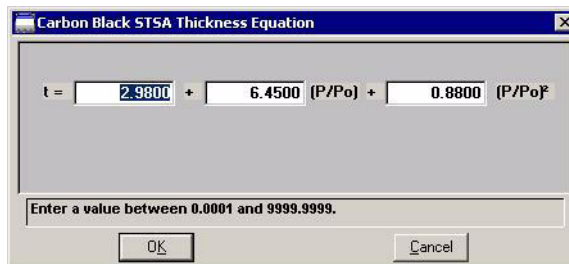 Carbon Black STSA Thickness Equation
t = 2.9800 + 6.4500 (P/Po) + 0.8800 (P/Po)²
Enter a value between 0.0001 and 9999.9999.
OK Cancel